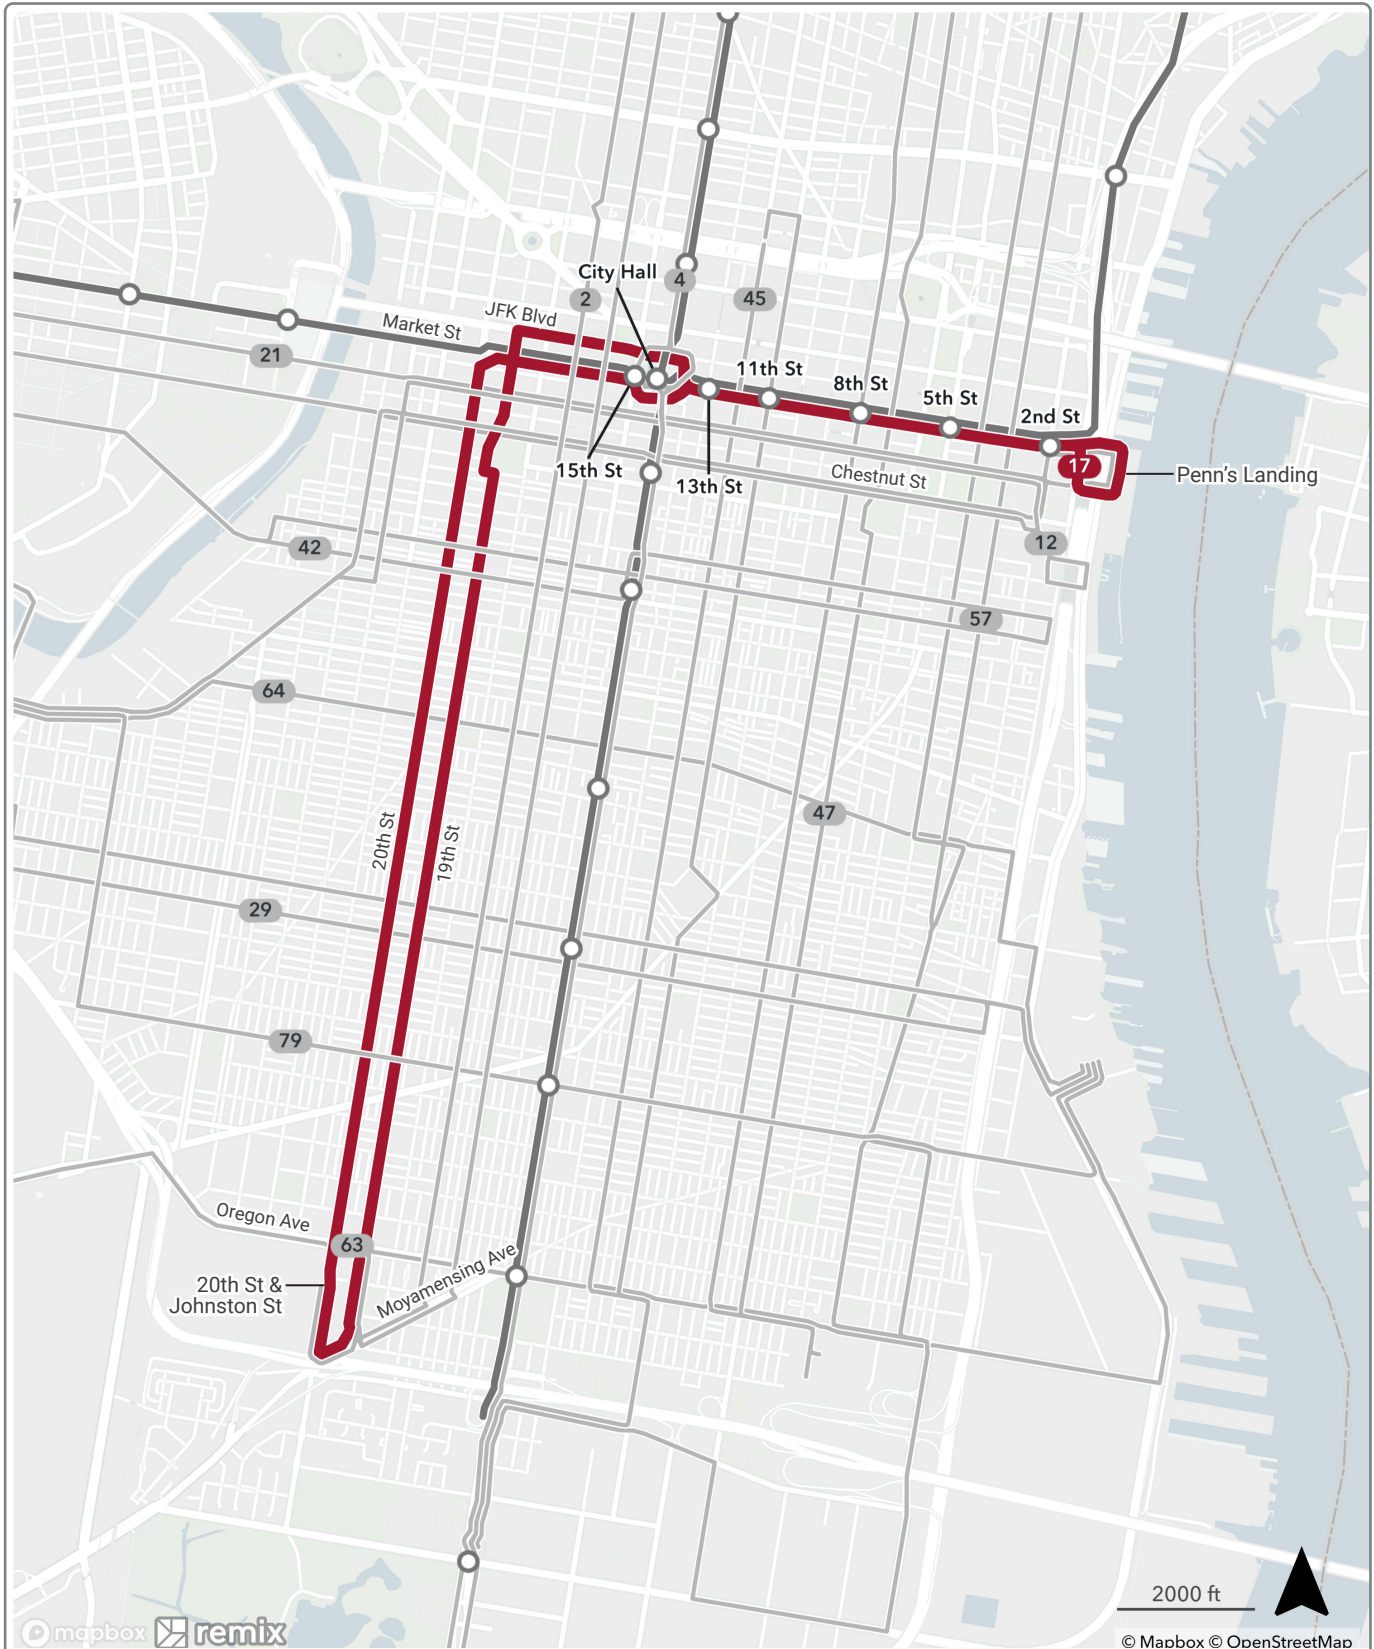 City Hall
4
2
45
JFK Blvd
Market St
21
11th St
8th St
5th St
2nd St
15th St
13th St
Chestnut St
17
Penn's Landing
42
12
57
64
47
20th St
19th St
29
79
Oregon Ave
63
Moyamensing Ave
20th St &
Johnston St
2000 ft
mapbox remix
© Mapbox © OpenStreetMap